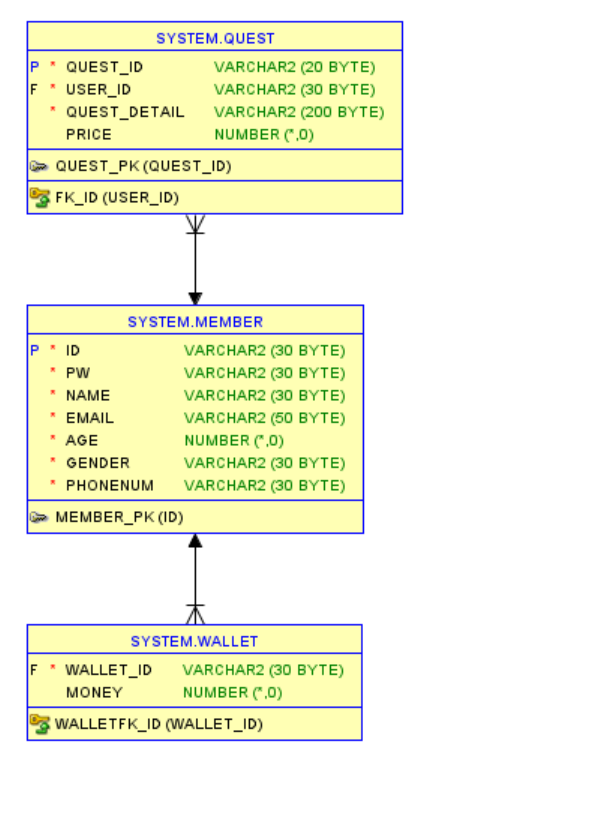 SYSTEM.QUEST
P * QUEST_ID VARCHAR2 (20 BYTE)
F * USER_ID VARCHAR2 (30 BYTE)
* QUEST_DETAIL VARCHAR2 (200 BYTE)
PRICE NUMBER (*,0)
QUEST_PK (QUEST_ID)
FK_ID (USER_ID)
SYSTEM.MEMBER
P * ID VARCHAR2 (30 BYTE)
* PW VARCHAR2 (30 BYTE)
* NAME VARCHAR2 (30 BYTE)
* EMAIL VARCHAR2 (50 BYTE)
* AGE NUMBER (*,0)
* GENDER VARCHAR2 (30 BYTE)
* PHONENUM VARCHAR2 (30 BYTE)
MEMBER_PK (ID)
SYSTEM.WALLET
F * WALLET_ID VARCHAR2 (30 BYTE)
MONEY NUMBER (*,0)
WALLETFK_ID (WALLET_ID)